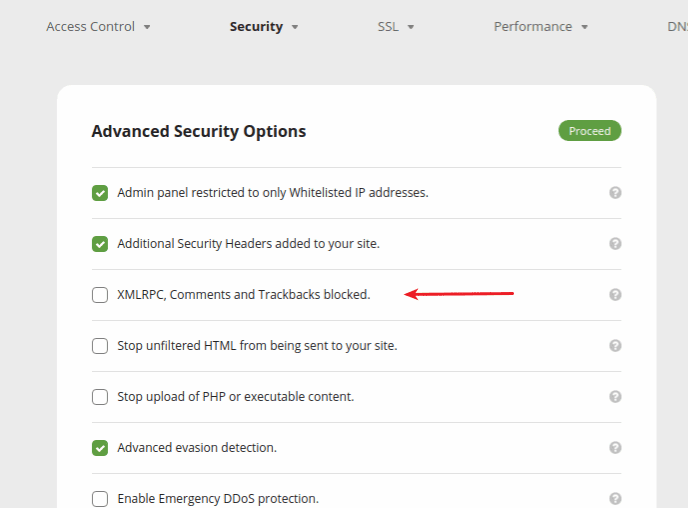 Access Control
Security
SSL
Performance
DNS
Advanced Security Options
Proceed
Admin panel restricted to only Whitelisted IP addresses.
Additional Security Headers added to your site.
XMLRPC, Comments and Trackbacks blocked.
Stop unfiltered HTML from being sent to your site.
Stop upload of PHP or executable content.
Advanced evasion detection.
Enable Emergency DDoS protection.